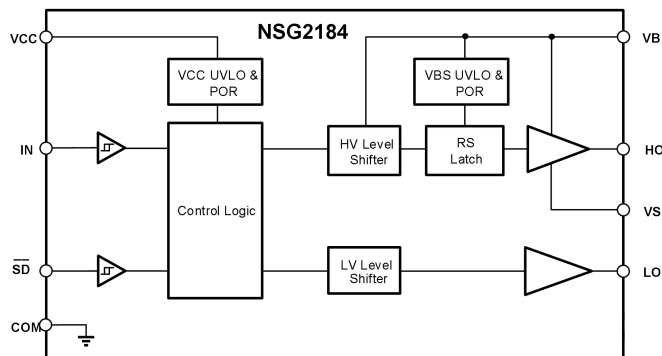 NSG2184
VCC
VB
VCC UVLO &
POR
VBS UVLO &
POR
IN
HV Level
Shifter
RS
Latch
HO
Control Logic
VS
SD
LV Level
Shifter
LO
COM